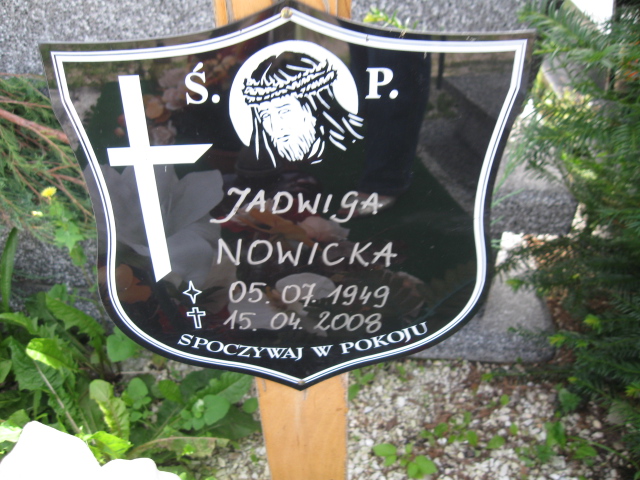 Ś. P.
JADWIGA
NOWICKA
05. 07. 1949
15. 04. 2008
SPOCZYWAJ W POKOJU